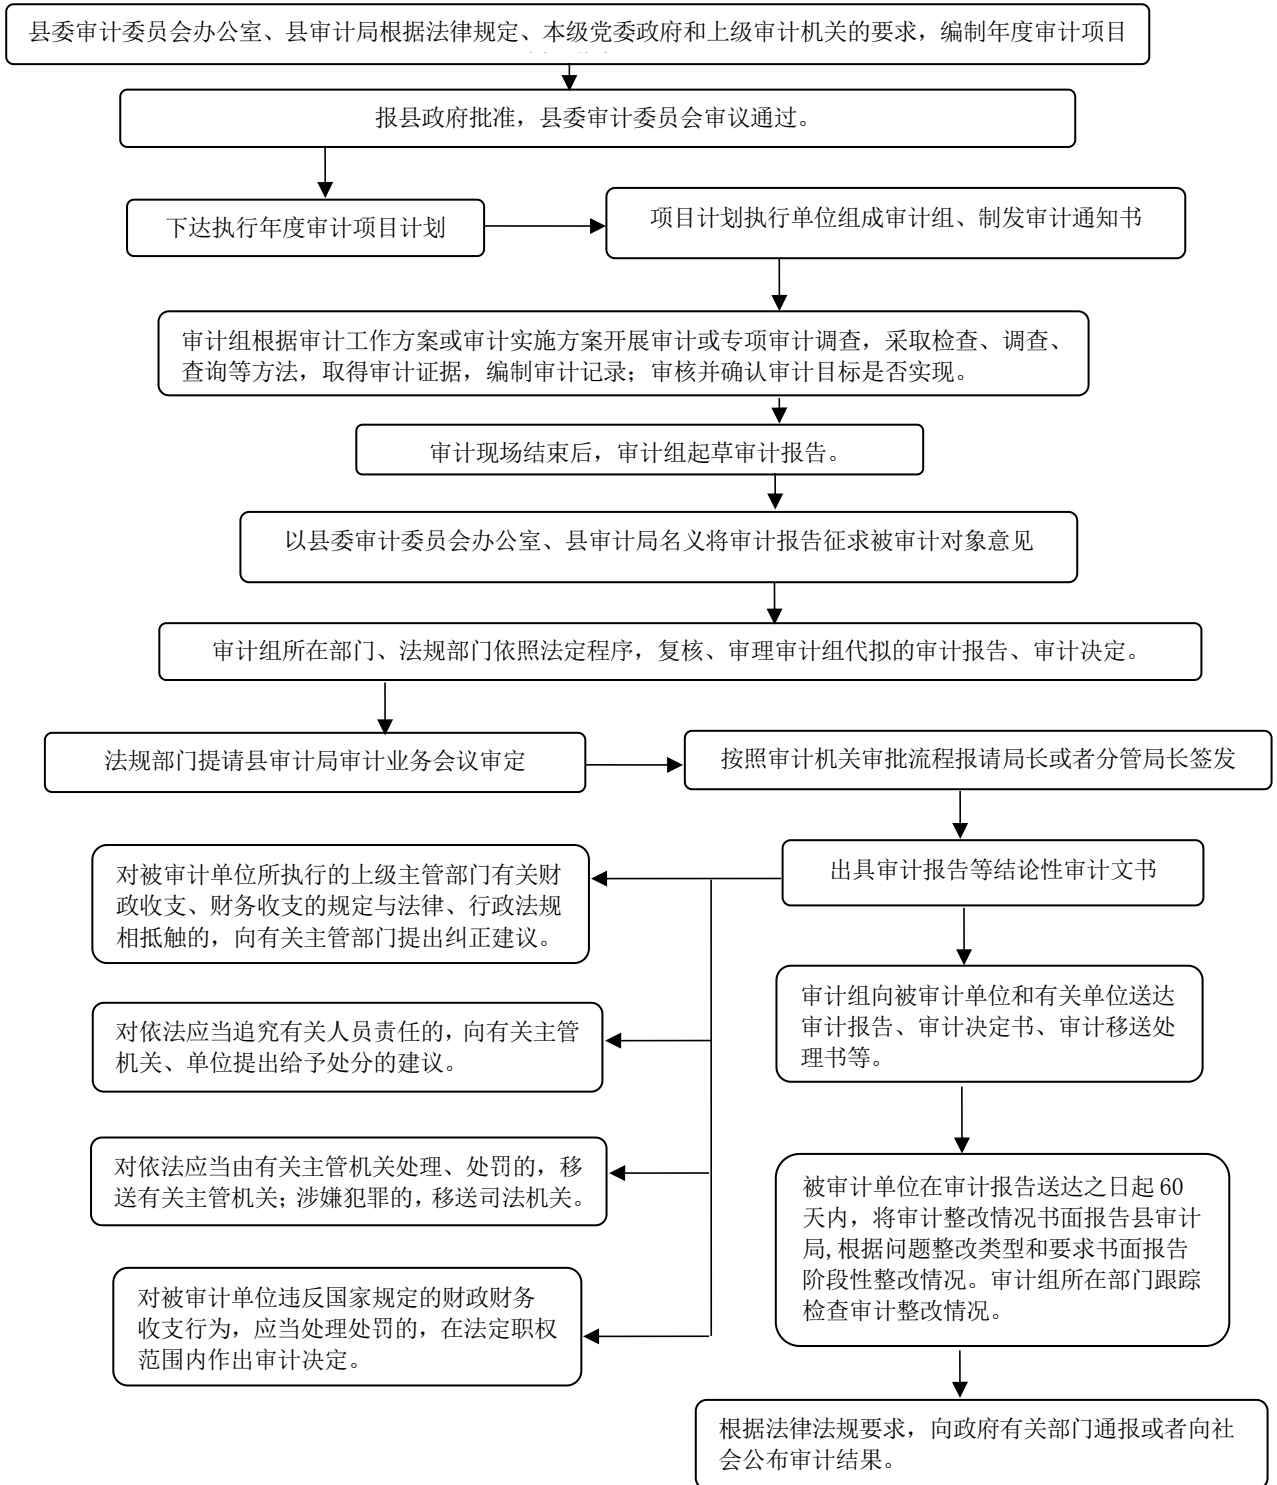 县委审计委员会办公室、县审计局根据法律规定、本级党委政府和上级审计机关的要求，编制年度审计项目
报县政府批准，县委审计委员会审议通过。
下达执行年度审计项目计划
项目计划执行单位组成审计组、制发审计通知书
审计组根据审计工作方案或审计实施方案开展审计或专项审计调查，采取检查、调查、
查询等方法，取得审计证据，编制审计记录；审核并确认审计目标是否实现。
审计现场结束后，审计组起草审计报告。
以县委审计委员会办公室、县审计局名义将审计报告征求被审计对象意见
审计组所在部门、法规部门依照法定程序，复核、审理审计组代拟的审计报告、审计决定。
法规部门提请县审计局审计业务会议审定
按照审计机关审批流程报请局长或者分管局长签发
出具审计报告等结论性审计文书
对被审计单位所执行的上级主管部门有关财
政收支、财务收支的规定与法律、行政法规
相抵触的，向有关主管部门提出纠正建议。
对依法应当追究有关人员责任的，向有关主管
机关、单位提出给予处分的建议。
对依法应当由有关主管机关处理、处罚的，移
送有关主管机关；涉嫌犯罪的，移送司法机关。
对被审计单位违反国家规定的财政财务
收支行为，应当处理处罚的，在法定职权
范围内作出审计决定。
审计组向被审计单位和有关单位送达
审计报告、审计决定书、审计移送处
理书等。
被审计单位在审计报告送达之日起60
天内，将审计整改情况书面报告县审计
局,根据问题整改类型和要求书面报告
阶段性整改情况。审计组所在部门跟踪
检查审计整改情况。
根据法律法规要求，向政府有关部门通报或者向社
会公布审计结果。